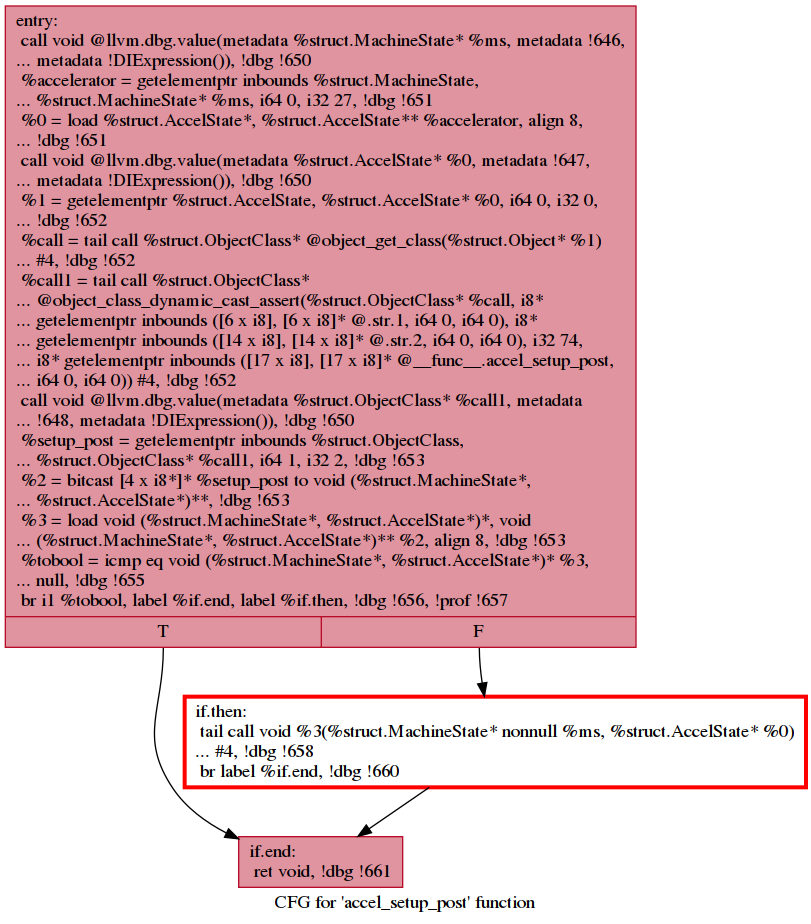 entry:
call void @llvm.dbg.value(metadata %struct.MachineState* %ms, metadata !646,
... metadata !DIExpression()), !dbg !650
%accelerator = getelementptr inbounds %struct.MachineState,
... %struct.MachineState* %ms, i64 0, i32 27, !dbg !651
%0 = load %struct.AccelState*, %struct.AccelState** %accelerator, align 8,
... !dbg !651
call void @llvm.dbg.value(metadata %struct.AccelState* %0, metadata !647,
... metadata !DIExpression()), !dbg !650
%1 = getelementptr %struct.AccelState, %struct.AccelState* %0, i64 0, i32 0,
... !dbg !652
%call = tail call %struct.ObjectClass* @object_get_class(%struct.Object* %1)
... #4, !dbg !652
%call1 = tail call %struct.ObjectClass*
... @object_class_dynamic_cast_assert(%struct.ObjectClass* %call, i8*
... getelementptr inbounds ([6 x i8], [6 x i8]* @.str.1, i64 0, i64 0), i8*
... getelementptr inbounds ([14 x i8], [14 x i8]* @.str.2, i64 0, i64 0), i32 74,
... i8* getelementptr inbounds ([17 x i8], [17 x i8]* @__func__.accel_setup_post,
... i64 0, i64 0)) #4, !dbg !652
call void @llvm.dbg.value(metadata %struct.ObjectClass* %call1, metadata
... !648, metadata !DIExpression()), !dbg !650
%setup_post = getelementptr inbounds %struct.ObjectClass,
... %struct.ObjectClass* %call1, i64 1, i32 2, !dbg !653
%2 = bitcast [4 x i8*]* %setup_post to void (%struct.MachineState*,
... %struct.AccelState*)**, !dbg !653
%3 = load void (%struct.MachineState*, %struct.AccelState*)*, void
... (%struct.MachineState*, %struct.AccelState*)** %2, align 8, !dbg !653
%tobool = icmp eq void (%struct.MachineState*, %struct.AccelState*)* %3,
... null, !dbg !655
br i1 %tobool, label %if.end, label %if.then, !dbg !656, !prof !657
T
F
if.then:
tail call void %3(%struct.MachineState* nonnull %ms, %struct.AccelState* %0)
... #4, !dbg !658
br label %if.end, !dbg !660
if.end:
ret void, !dbg !661
CFG for 'accel_setup_post' function